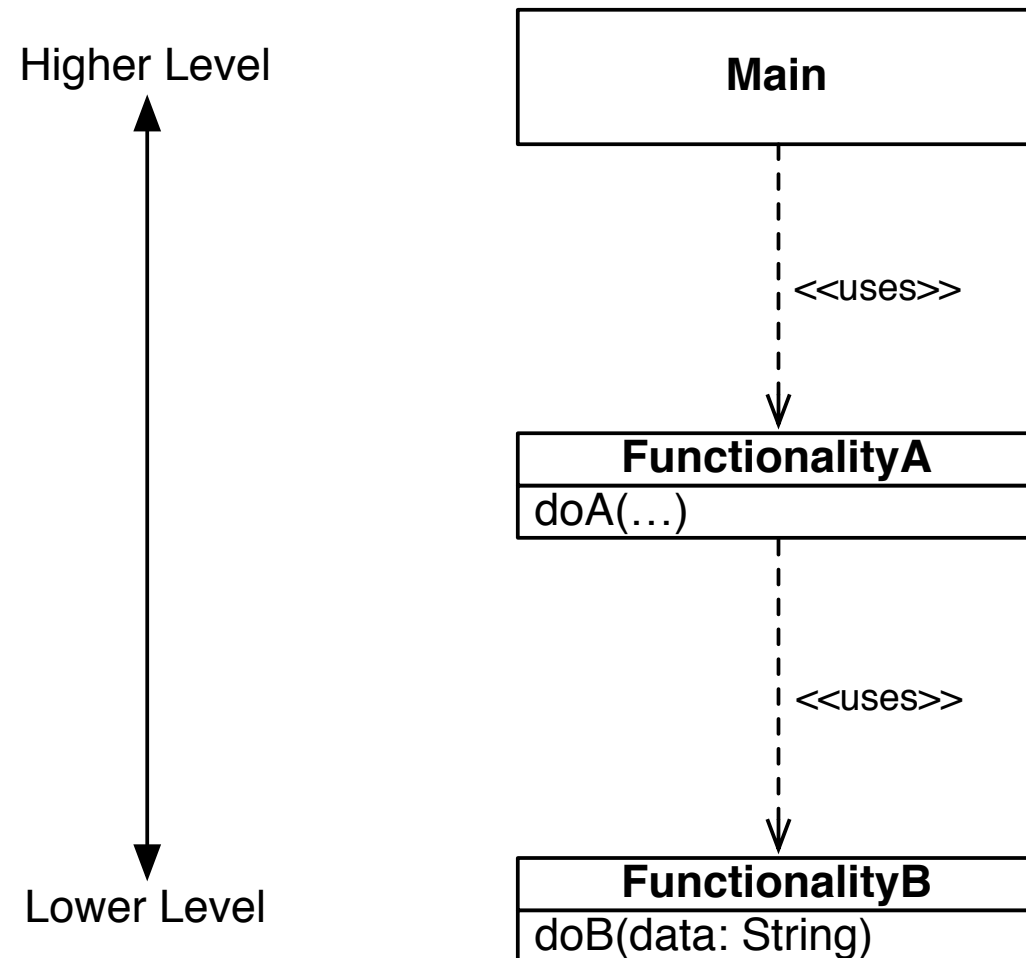 Higher Level
Main
<<uses>>
FunctionalityA
doA(…)
<<uses>>
FunctionalityB
Lower Level
doB(data: String)